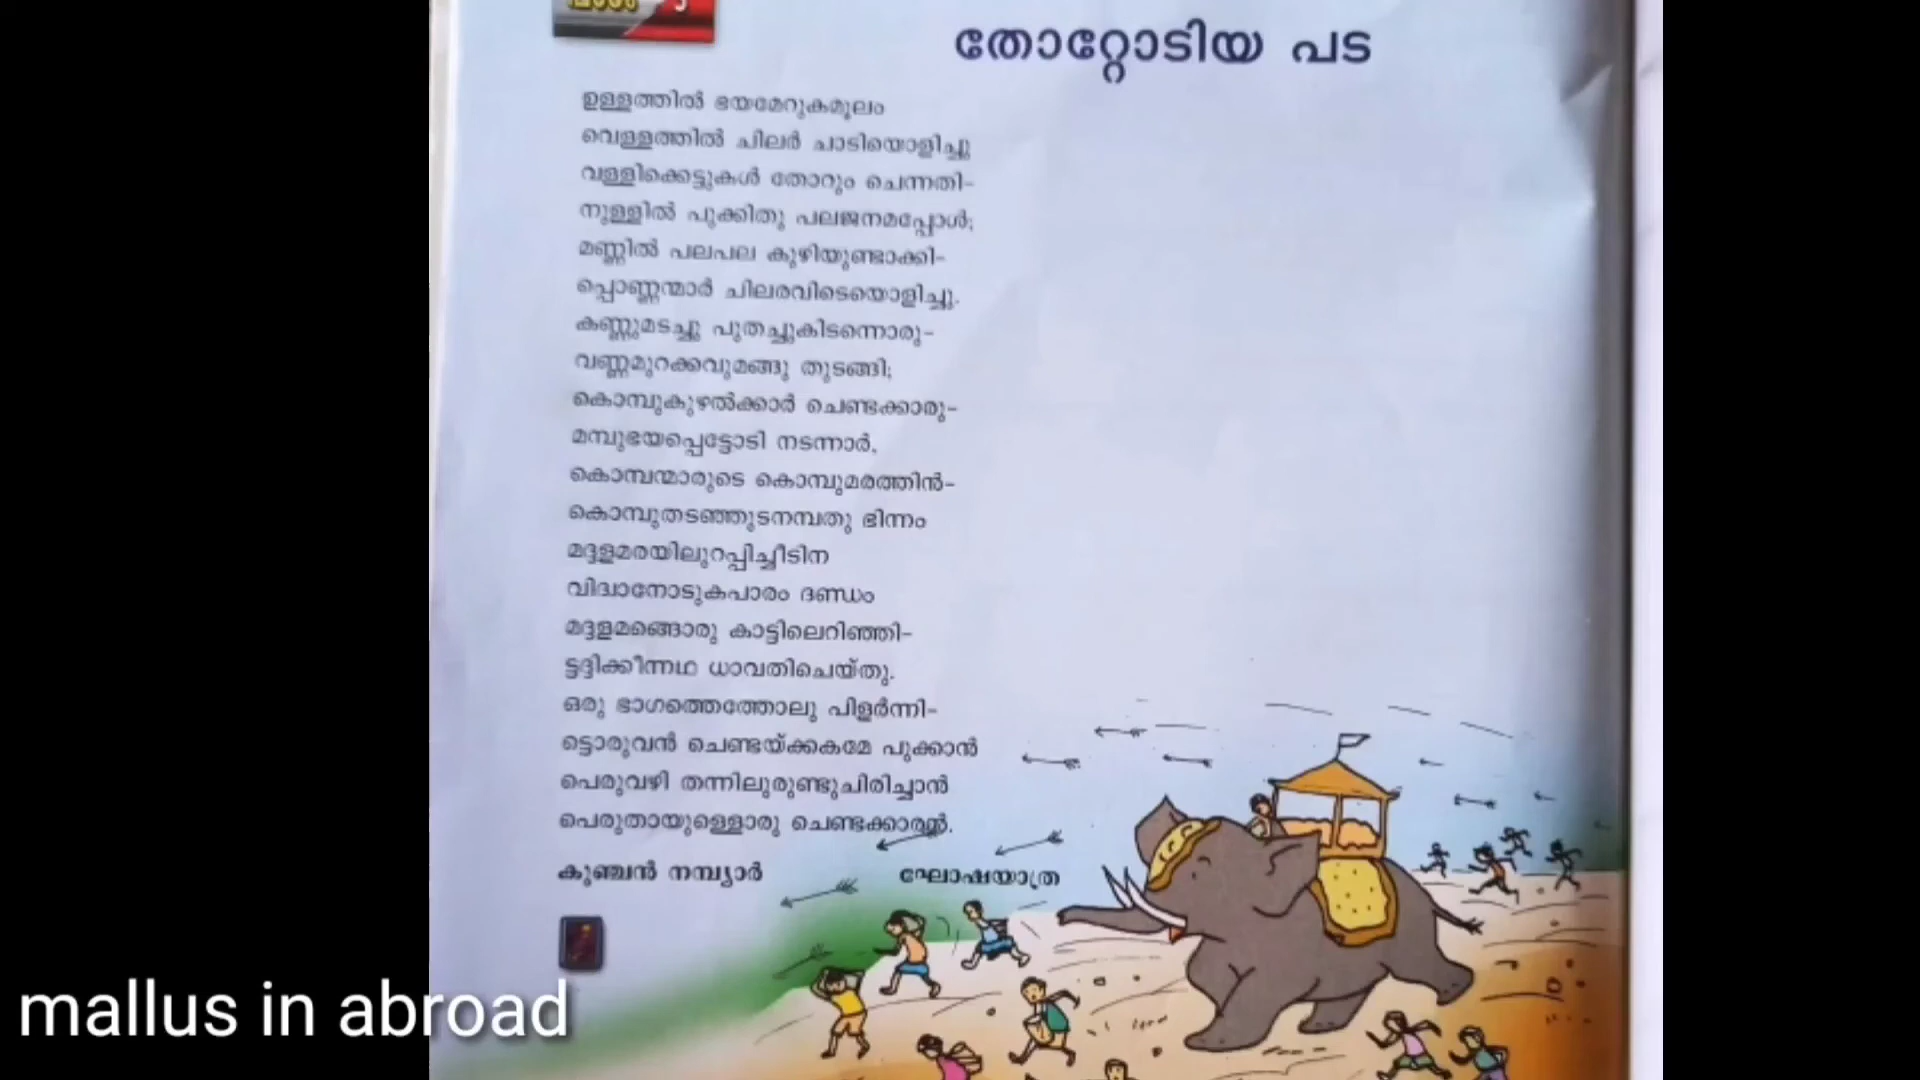 പാഠം 3
തോറ്റോടിയ പട
ഉള്ളത്തിൽ ഭയമേറുകമൂലം
വെള്ളത്തിൽ ചിലർ ചാടിയൊളിച്ചു
വള്ളിക്കെട്ടുകൾ തോറും ചെന്നതി-
നുള്ളിൽ പുക്കിതു പലജനമപ്പോൾ;
മണ്ണിൽ പലപല കുഴിയുണ്ടാക്കി-
പ്പൊണ്ണന്മാർ ചിലരവിടെയൊളിച്ചു.
കണ്ണുമടച്ചു പുതച്ചുകിടന്നൊരു-
വണ്ണമുറക്കവുമങ്ങു തുടങ്ങി;
കൊമ്പുകുഴൽക്കാർ ചെണ്ടക്കാരു-
മമ്പുഭയപ്പെട്ടോടി നടന്നാർ,
കൊമ്പന്മാരുടെ കൊമ്പുമരത്തിൻ-
കൊമ്പുതടഞ്ഞുടനമ്പതു ഭിന്നം
മദ്ദളമരയിലുറപ്പിച്ചീടിന
വിദ്വാനോടുകപാരം ദണ്ഡം
മദ്ദളമങ്ങൊരു കാട്ടിലെറിഞ്ഞി-
ട്ടദ്ദിക്കീന്നഥ ധാവതിചെയ്തു.
ഒരു ഭാഗത്തെത്തോലു പിളർന്നി-
ട്ടൊരുവൻ ചെണ്ടയ്ക്കകമേ പുക്കാൻ
പെരുവഴി തന്നിലുരുണ്ടുചിരിച്ചാൻ
പെരുതായുള്ളൊരു ചെണ്ടക്കാരൻ.
കുഞ്ചൻ നമ്പ്യാർ ഘോഷയാത്ര
mallus in abroad